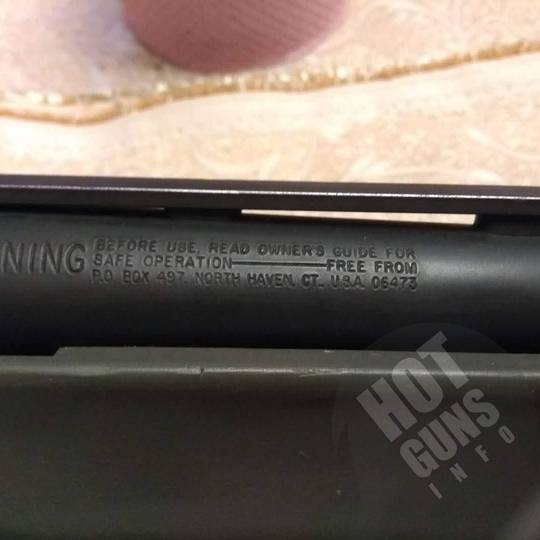 NING
BEFORE USE, READ OWNER'S GUIDE FOR
SAFE OPERATION————FREE FROM
P.O. BOX 497, NORTH HAVEN, CT., U.S.A. 06473
HOT
GUNS
INFO